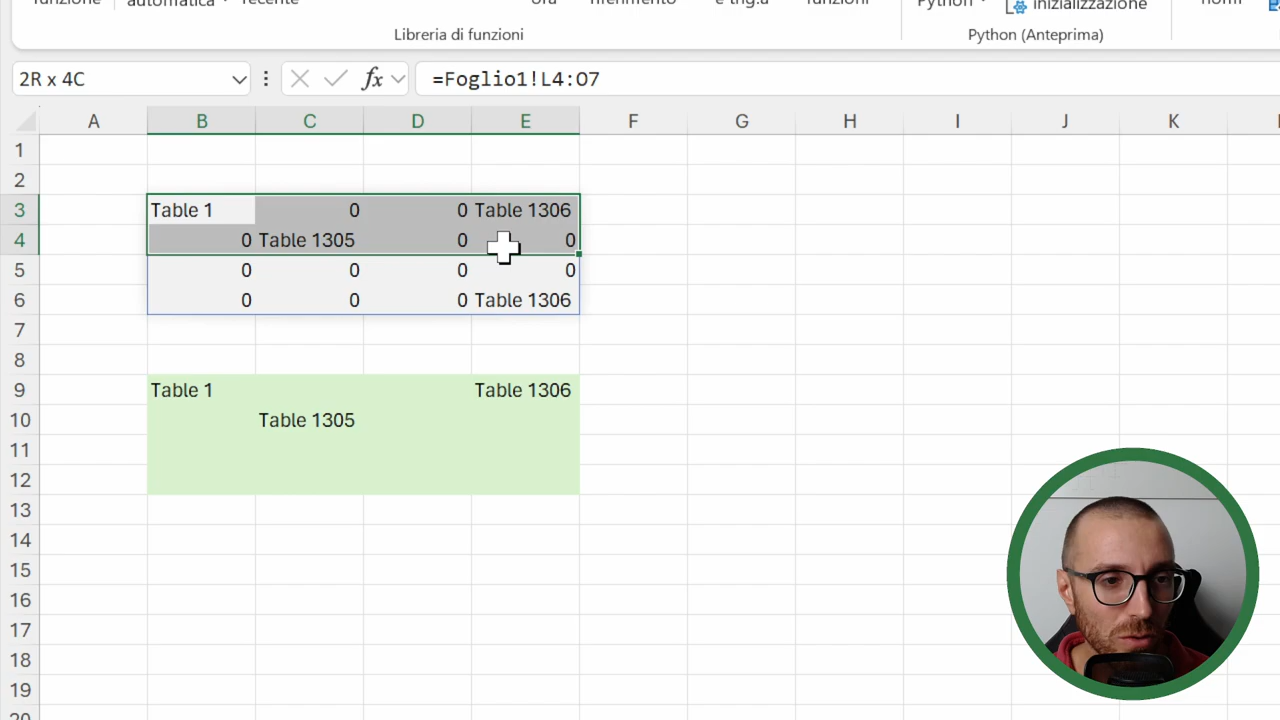 funzione automatica recente ora riferimento e trig.a funzioni Python inizializzazione nomi
Libreria di funzioni Python (Anteprima)
2R x 4C fx =Foglio1!L4:O7
A B C D E F G H I J K
1
2
3 Table 1 0 0 Table 1306
4 0 Table 1305 0 0
5 0 0 0 0
6 0 0 0 Table 1306
7
8
9 Table 1 Table 1306
10 Table 1305
11
12
13
14
15
16
17
18
19
20